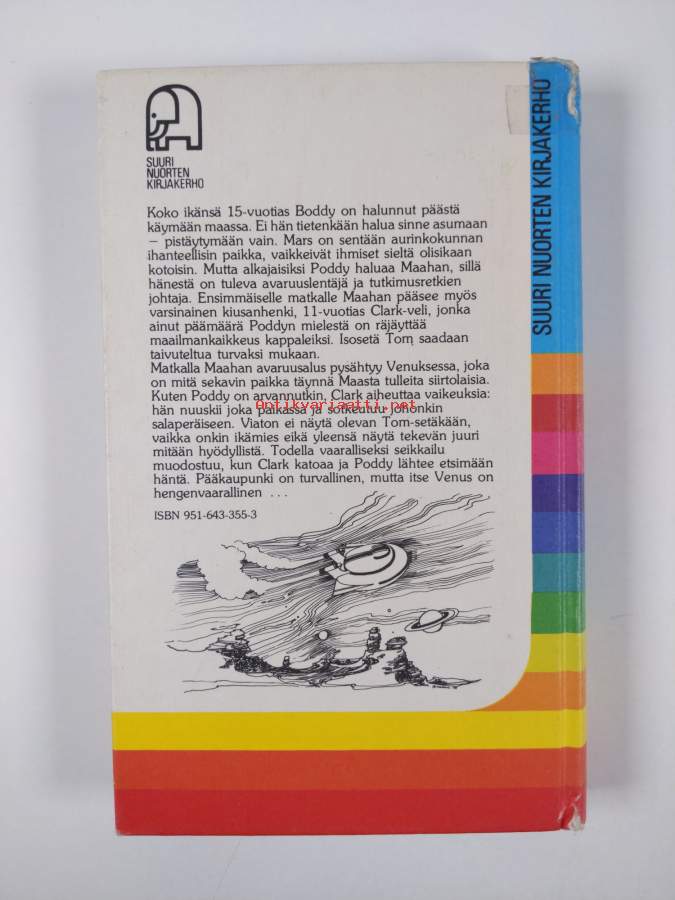 SUURI
NUORTEN
KIRJAKERHO
Koko ikänsä 15-vuotias Boddy on halunnut päästä
käymään maassa. Ei hän tietenkään halua sinne asumaan
– pistäytymään vain. Mars on sentään aurinkokunnan
ihanteellisin paikka, vaikkeivät ihmiset sieltä olisikaan
kotoisin. Mutta alkajaisiksi Poddy haluaa Maahan, sillä
hänestä on tuleva avaruuslentäjä ja tutkimusretkien
johtaja. Ensimmäiselle matkalle Maahan pääsee myös
varsinainen kiusanhenki, 11-vuotias Clark-veli, jonka
ainut päämäärä Poddyn mielestä on räjäyttää
maailmankaikkeus kappaleiksi. Isosetä Tom saadaan
taivuteltua turvaksi mukaan.
Matkalla Maahan avaruusalus pysähtyy Venuksessa, joka
on mitä sekavin paikka täynnä Maasta tulleita siirtolaisia.
Kuten Poddy on arvannutkin, Clark aiheuttaa vaikeuksia:
hän nuuskii joka paikassa ja sotkeutuu johonkin
salaperäiseen. Viaton ei näytä olevan Tom-setäkään,
vaikka onkin ikämies eikä yleensä näytä tekevän juuri
mitään hyödyllistä. Todella vaaralliseksi seikkailu
muodostuu, kun Clark katoaa ja Poddy lähtee etsimään
häntä. Pääkaupunki on turvallinen, mutta itse Venus on
hengenvaarallinen . . .
ISBN 951-643-355-3
SUURI NUORTEN KIRJAKERHO
antikvariaatti.net